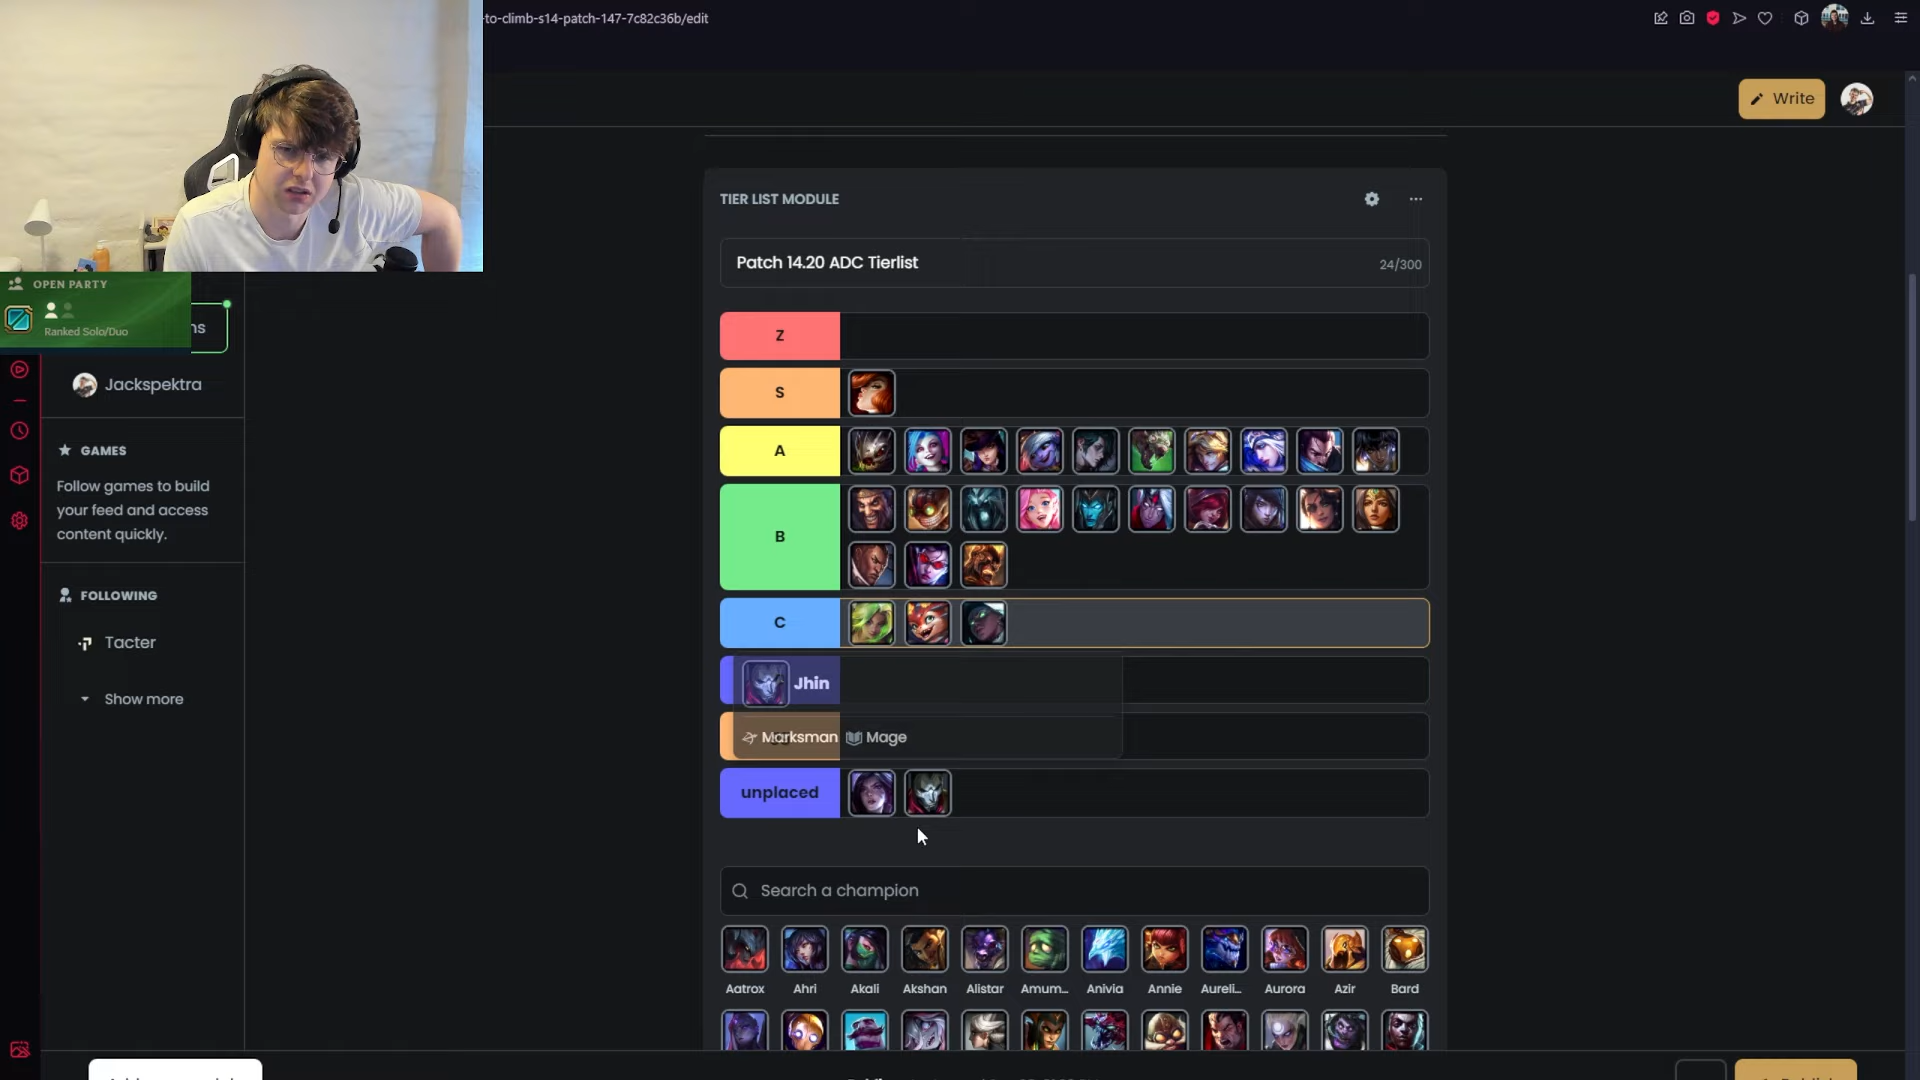 to-climb-s14-patch-147-7c82c36b/edit
Write
TIER LIST MODULE
Patch 14.20 ADC Tierlist
24/300
OPEN PARTY
Ranked Solo/Duo
ns
Jackspektra
GAMES
Follow games to build
your feed and access
content quickly.
FOLLOWING
Tacter
Show more
Z
S
A
B
C
Jhin
Marksman Mage
unplaced
Search a champion
Aatrox Ahri Akali Akshan Alistar Amum... Anivia Annie Aureli... Aurora Azir Bard